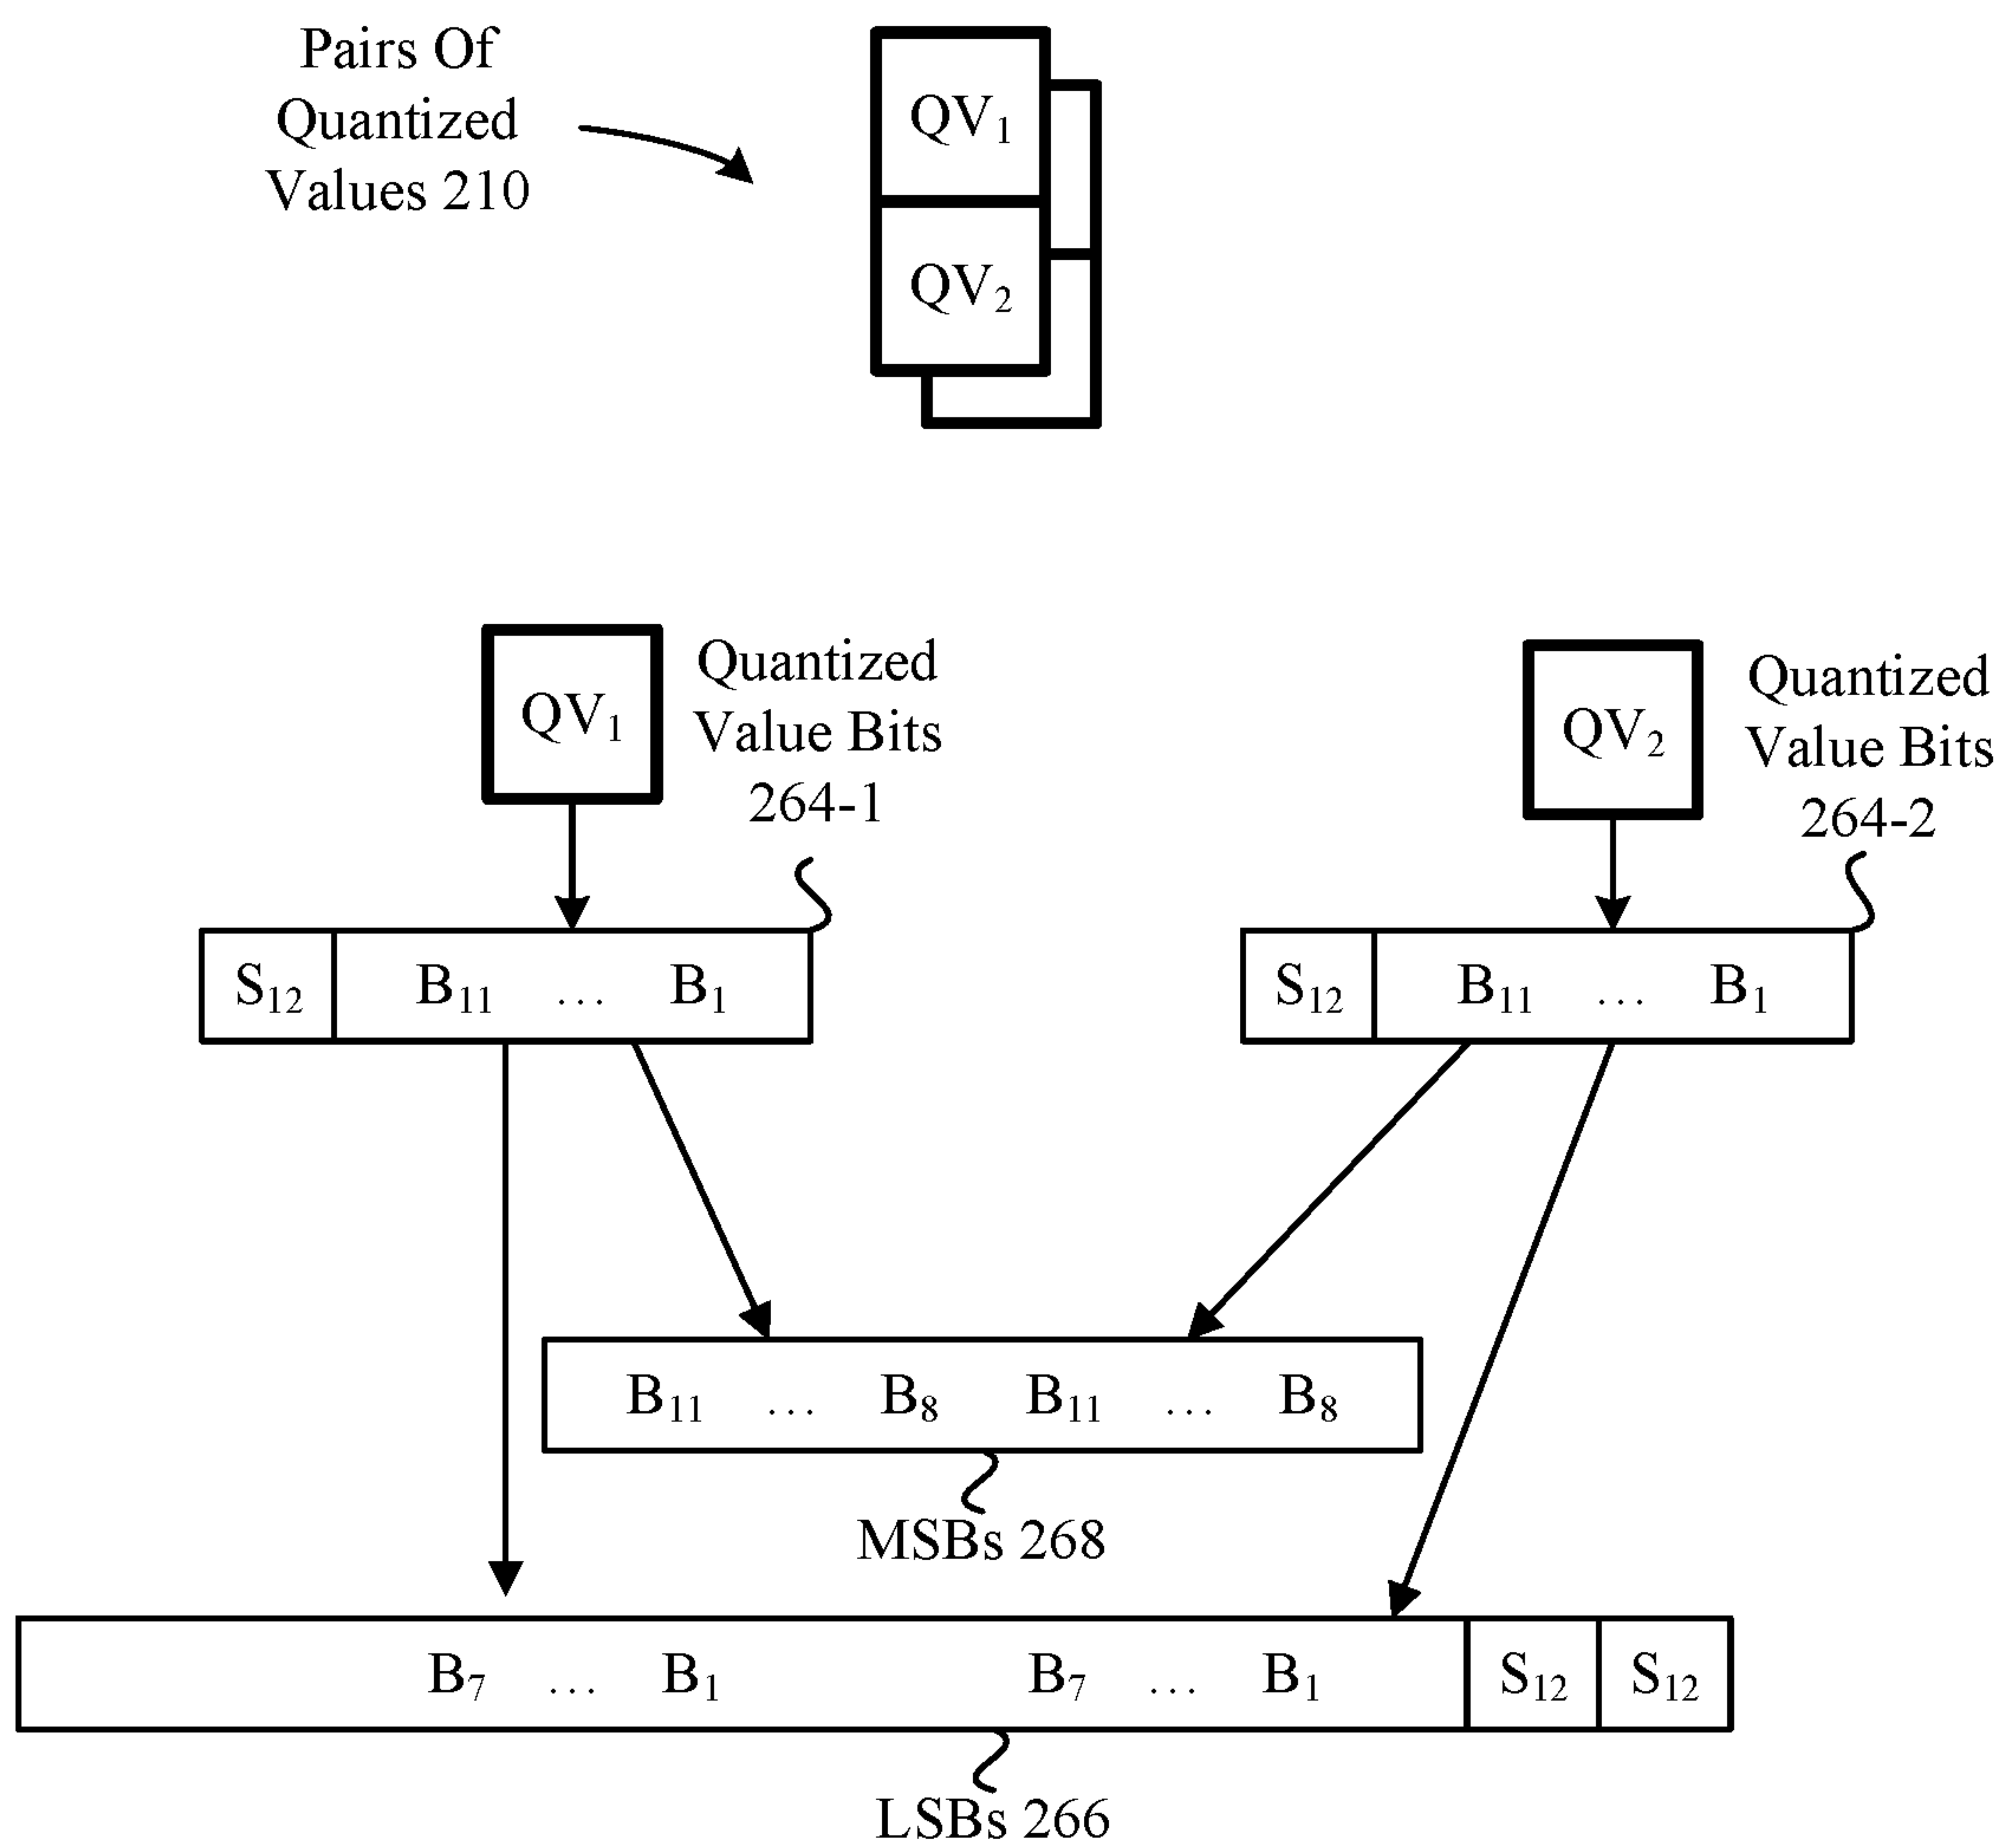 Pairs Of
Quantized
Values 210
QV₁
QV₂
QV₁
Quantized
Value Bits
264-1
QV₂
Quantized
Value Bits
264-2
S₁₂ B₁₁ ... B₁
S₁₂ B₁₁ ... B₁
B₁₁ ... B₈ B₁₁ ... B₈
MSBs 268
B₇ ... B₁ B₇ ... B₁ S₁₂ S₁₂
LSBs 266